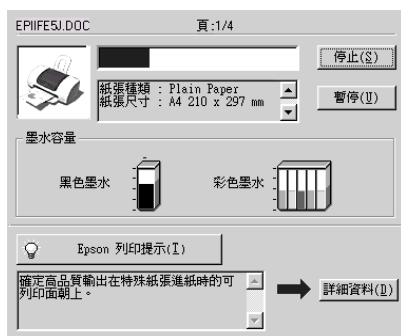 EPIIFE5J.DOC 頁:1/4
停止(S)
紙張種類 : Plain Paper
紙張尺寸 : A4 210 x 297 mm
暫停(U)
墨水容量
黑色墨水 彩色墨水
Epson 列印提示(I)
確定高品質輸出在特殊紙張進紙時的可
列印面朝上。
詳細資料(D)